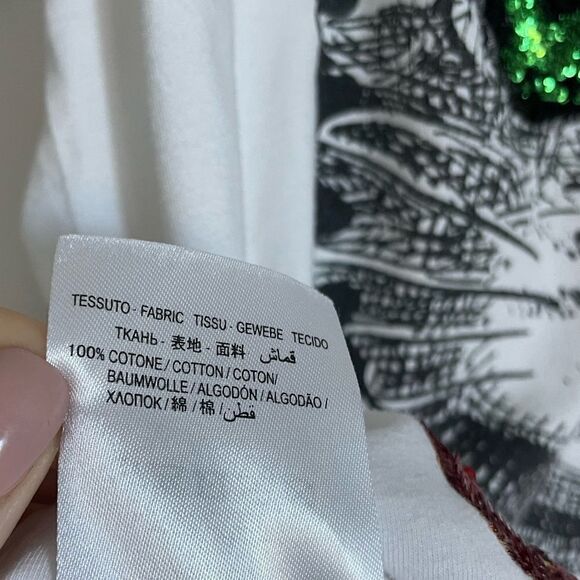 TESSUTO - FABRIC TISSU - GEWEBE TECIDO
ТКАНЬ - 表地 - 面料 قماش
100% COTONE / COTTON / COTON /
BAUMWOLLE / ALGODÓN / ALGODÃO /
ХЛОПОК / 綿 / 棉 / قطن